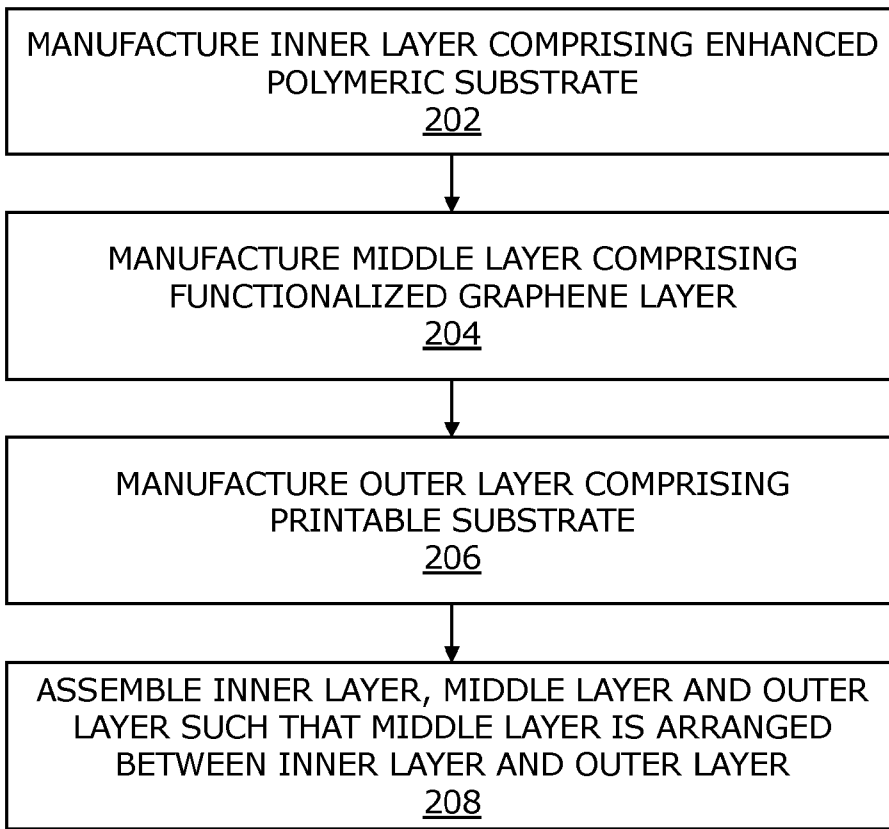 MANUFACTURE INNER LAYER COMPRISING ENHANCED
POLYMERIC SUBSTRATE
202
MANUFACTURE MIDDLE LAYER COMPRISING
FUNCTIONALIZED GRAPHENE LAYER
204
MANUFACTURE OUTER LAYER COMPRISING
PRINTABLE SUBSTRATE
206
ASSEMBLE INNER LAYER, MIDDLE LAYER AND OUTER
LAYER SUCH THAT MIDDLE LAYER IS ARRANGED
BETWEEN INNER LAYER AND OUTER LAYER
208